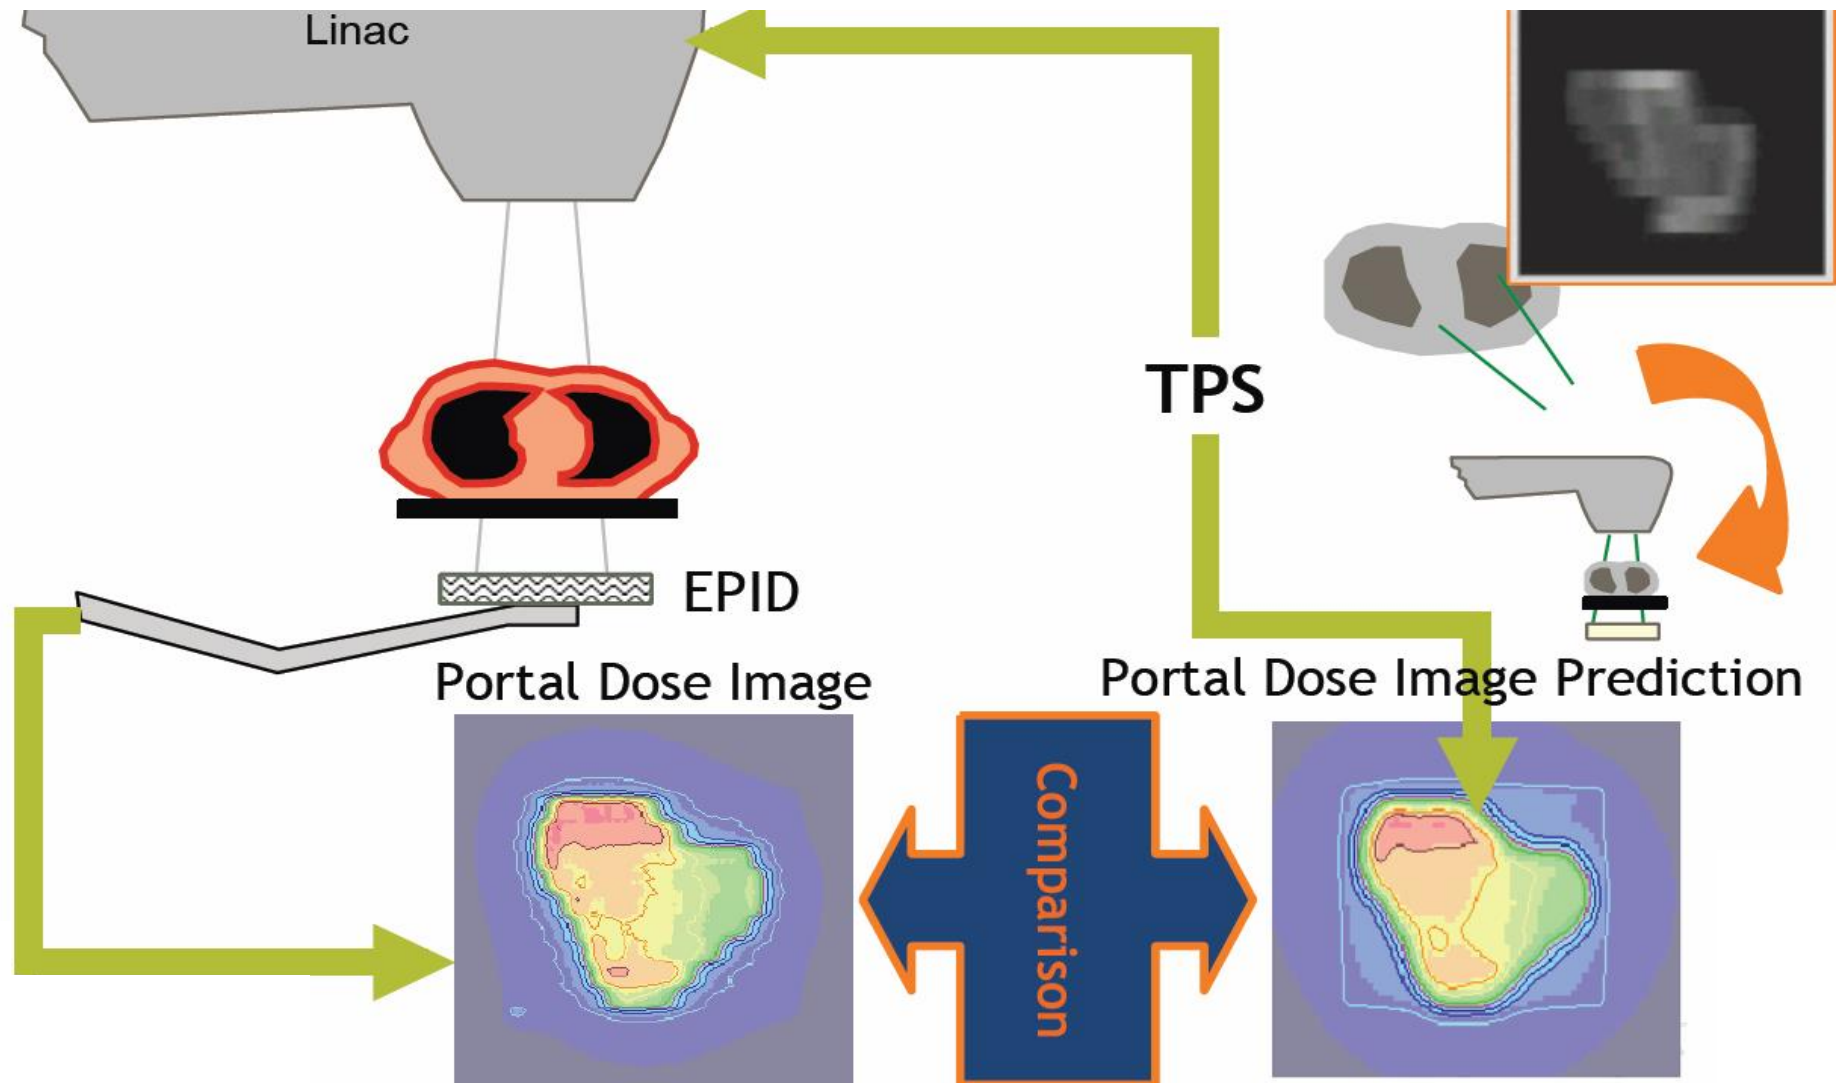 Linac
TPS
EPID
Portal Dose Image
Portal Dose Image Prediction
Comparison